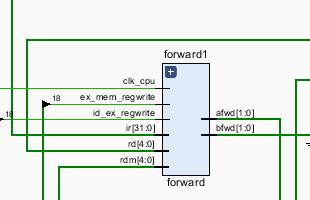 forward1
+
clk_cpu
18
ex_mem_regwrite
18
id_ex_regwrite
afwd[1:0]
ir[31:0]
bfwd[1:0]
rd[4:0]
rdm[4:0]
forward